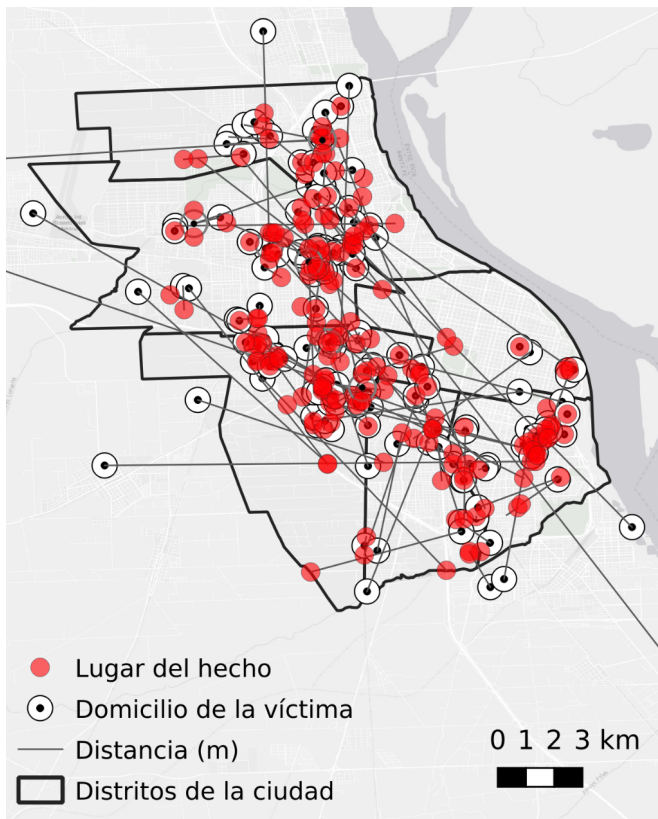 Lugar del hecho
Domicilio de la víctima
Distancia (m)
Distritos de la ciudad
0 1 2 3 km